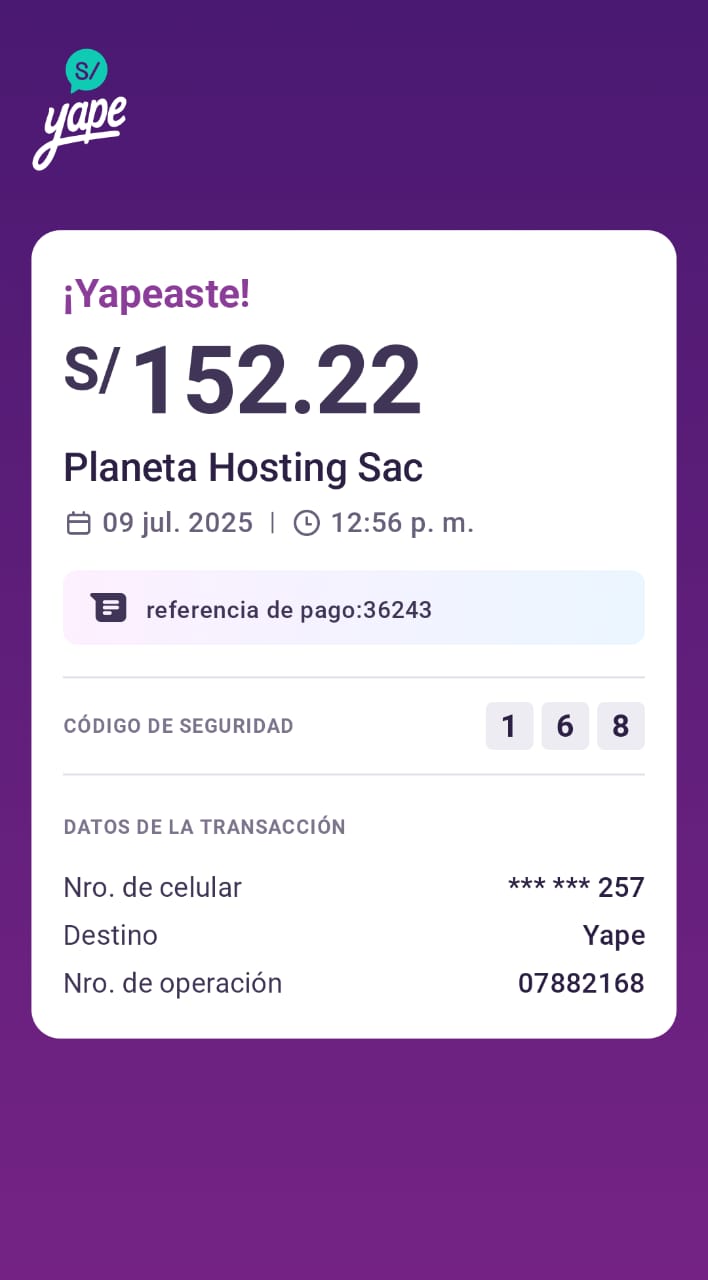 S/
yape
¡Yapeaste!
S/ 152.22
Planeta Hosting Sac
09 jul. 2025 | 12:56 p. m.
referencia de pago:36243
CÓDIGO DE SEGURIDAD 1 6 8
DATOS DE LA TRANSACCIÓN
Nro. de celular *** *** 257
Destino Yape
Nro. de operación 07882168